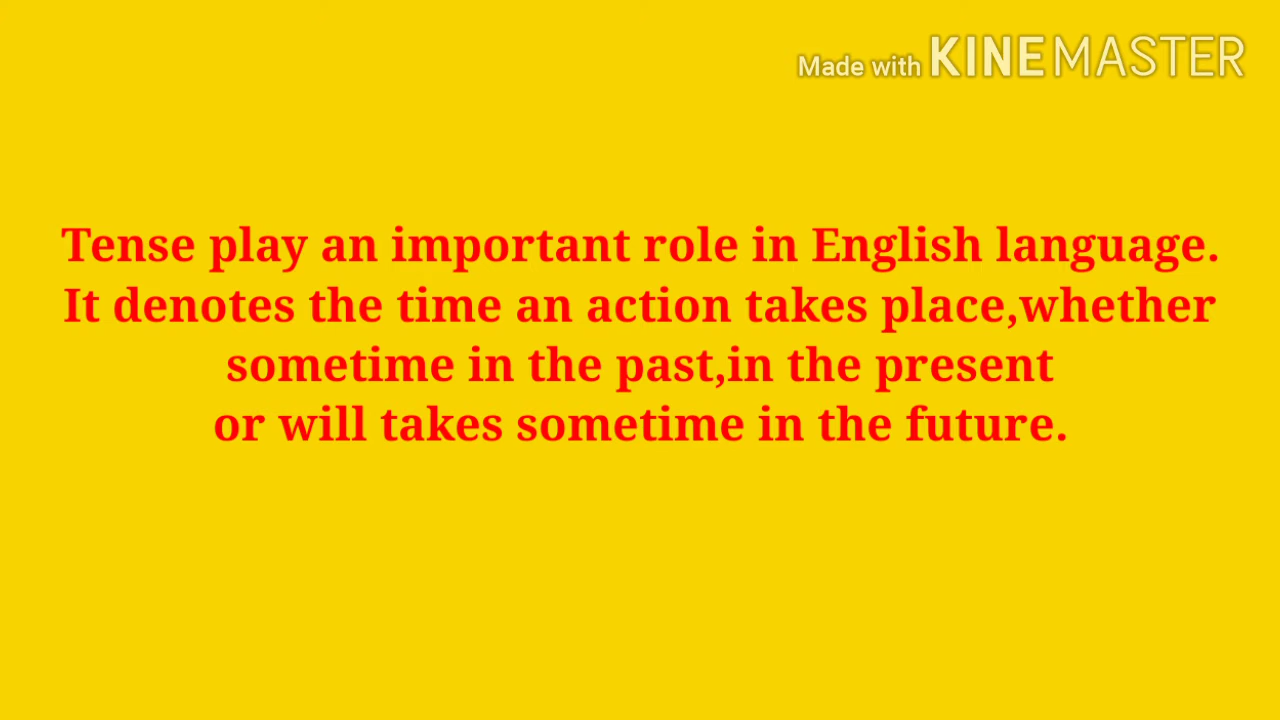 Made with KINEMASTER
Tense play an important role in English language.
It denotes the time an action takes place,whether
sometime in the past,in the present
or will takes sometime in the future.